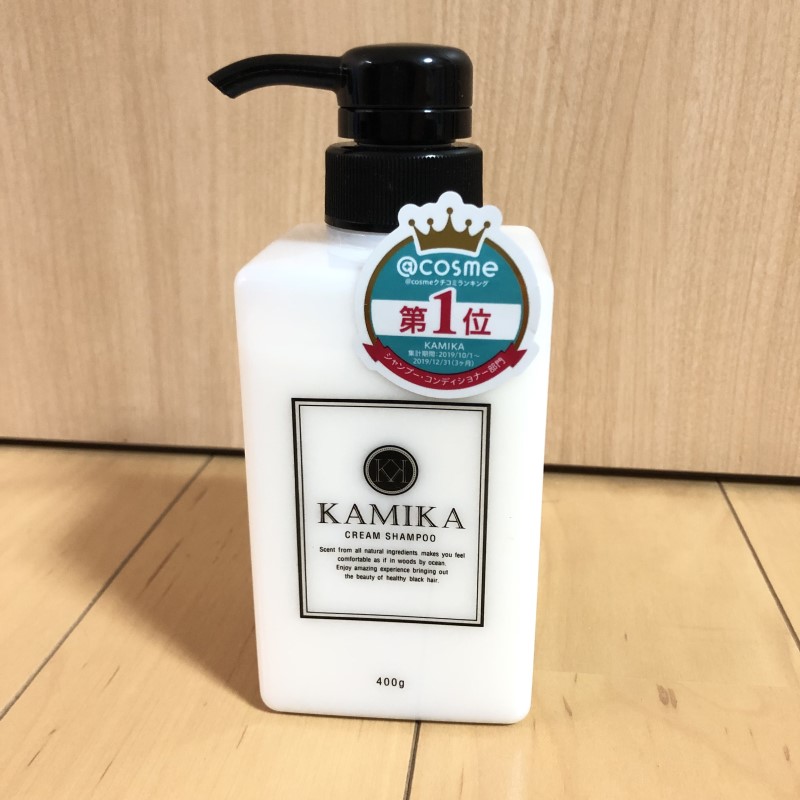 @cosme
@cosmeクチコミランキング
第1位
KAMIKA
集計期間:2019/10/1～
2019/12/31(3ヶ月)
シャンプー・コンディショナー部門
KK
KAMIKA
CREAM SHAMPOO
Scent from all natural ingredients makes you feel
comfortable as if in woods by ocean.
Enjoy amazing experience bringing out
the beauty of healthy black hair.
400g